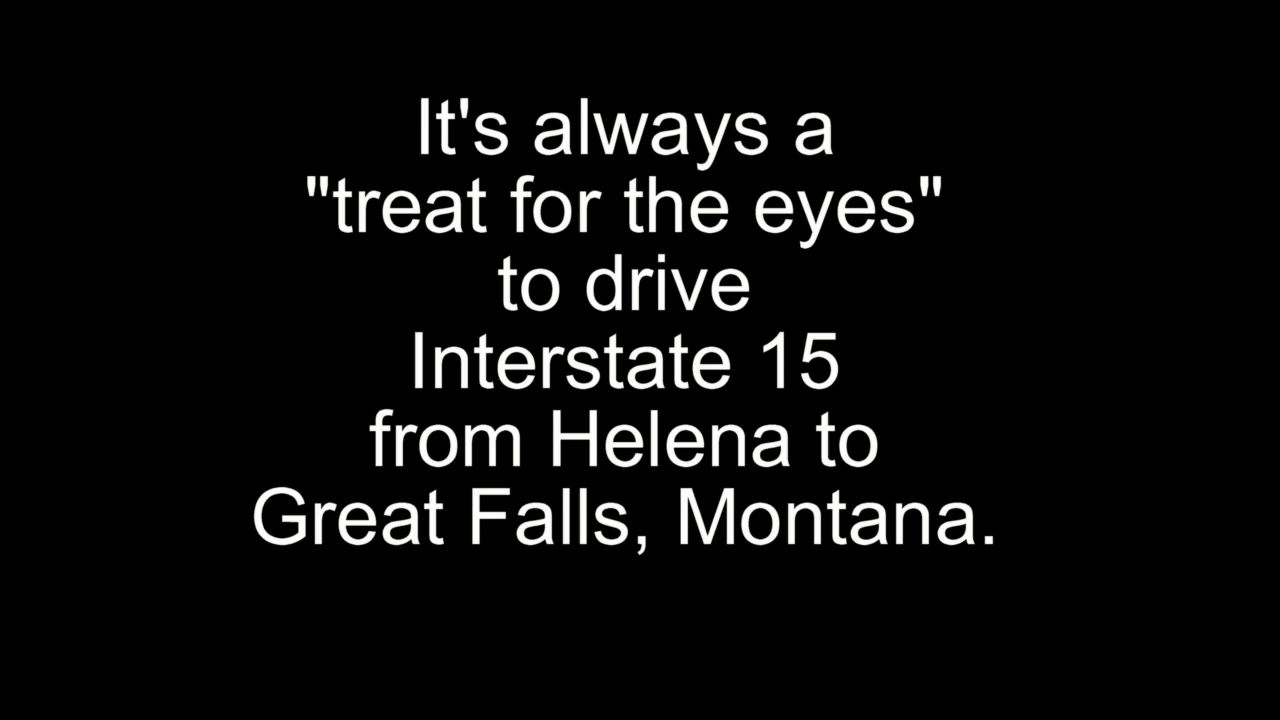 It's always a
"treat for the eyes"
to drive
Interstate 15
from Helena to
Great Falls, Montana.